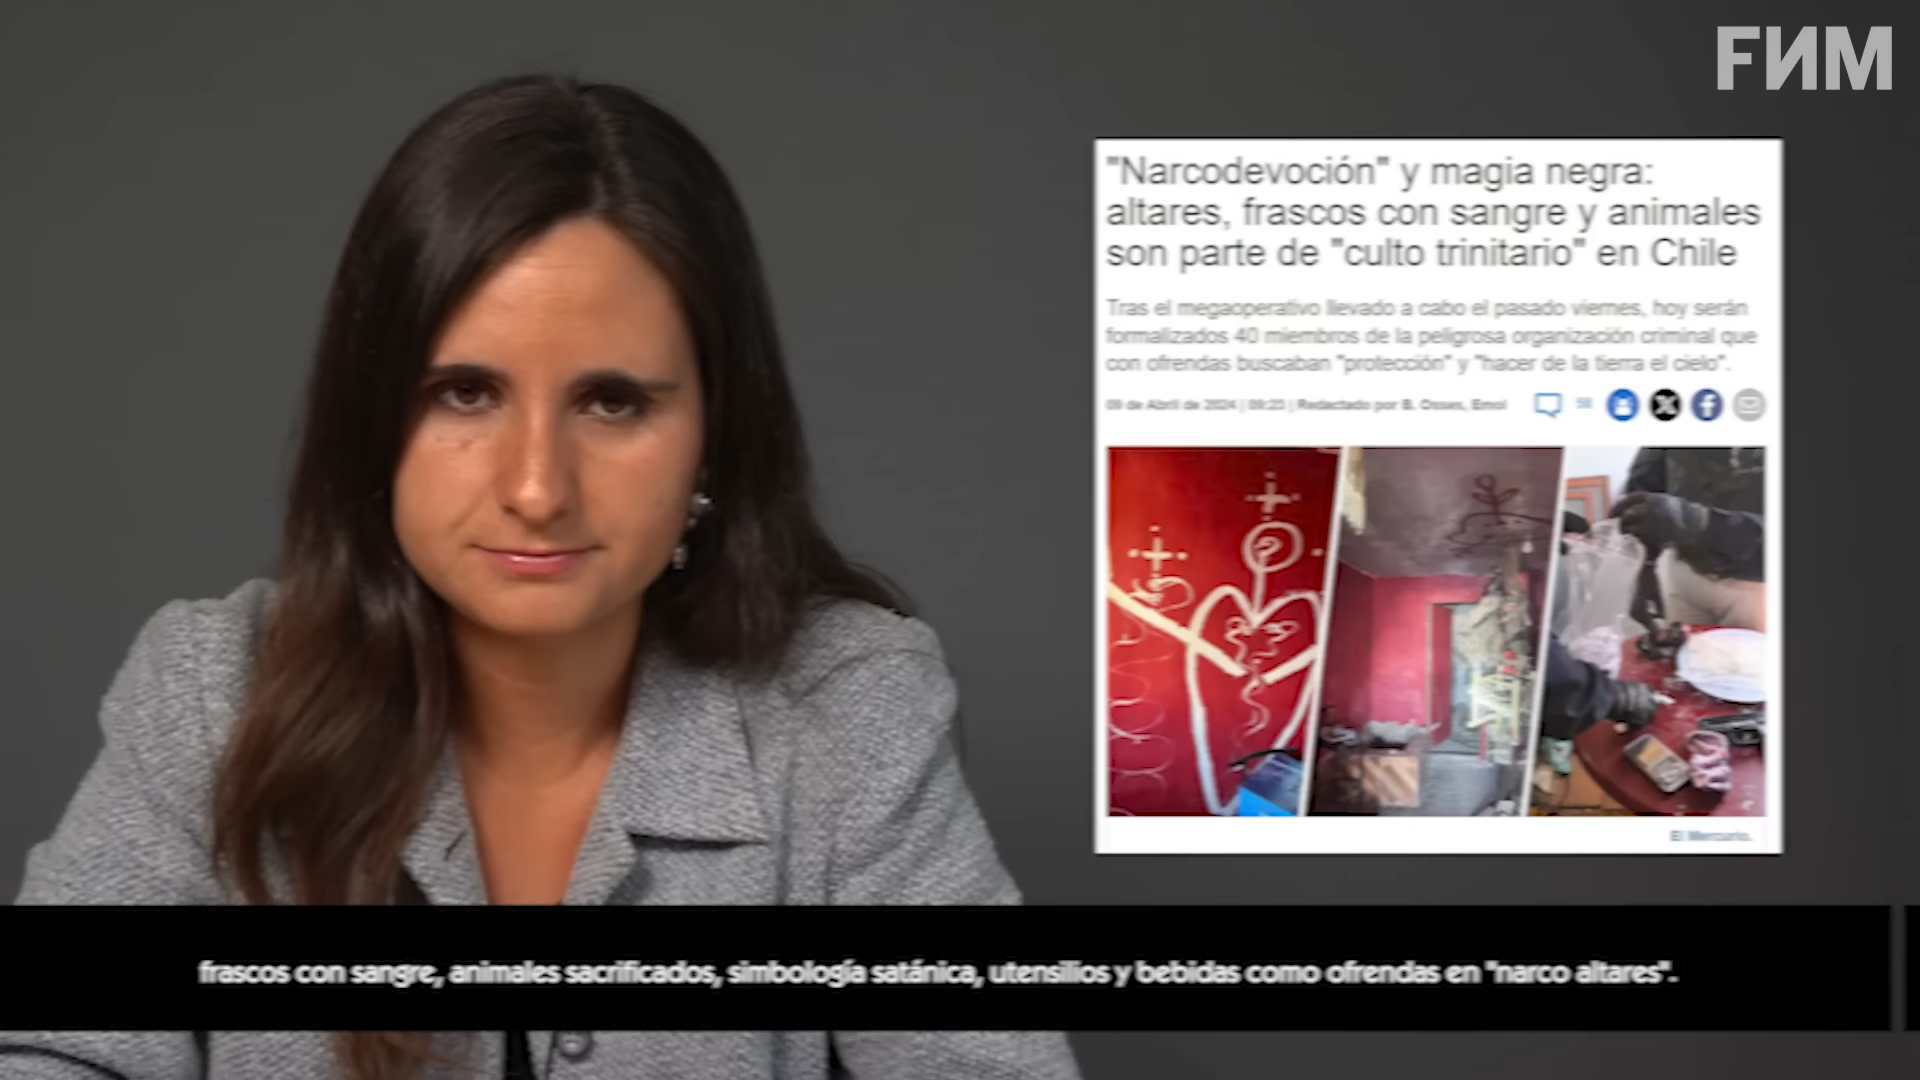 FИM
"Narcodevoción" y magia negra:
altares, frascos con sangre y animales
son parte de "culto trinitario" en Chile
Tras el megaoperativo llevado a cabo el pasado viernes, hoy serán
formalizados 40 miembros de la peligrosa organización criminal que
con ofrendas buscaban "protección" y "hacer de la tierra el cielo".
09 de Abril de 2024 | 09:23 | Redactado por B. Osses, Emol
El Mercurio.
frascos con sangre, animales sacrificados, simbología satánica, utensilios y bebidas como ofrendas en "narco altares".